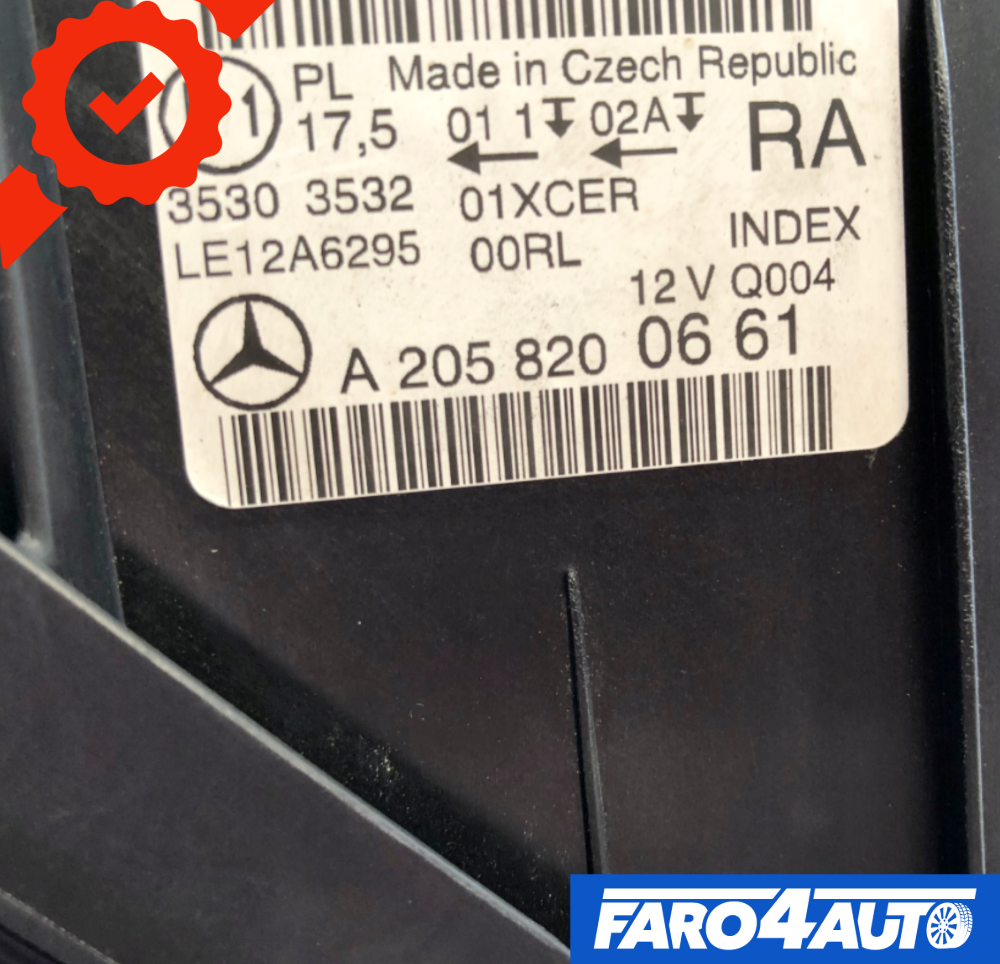 PL Made in Czech Republic
1 17,5 01 1 02A RA
3530 3532 01XCER
LE12A6295 00RL INDEX
12 V Q004
A 205 820 06 61
FARO4AUTO